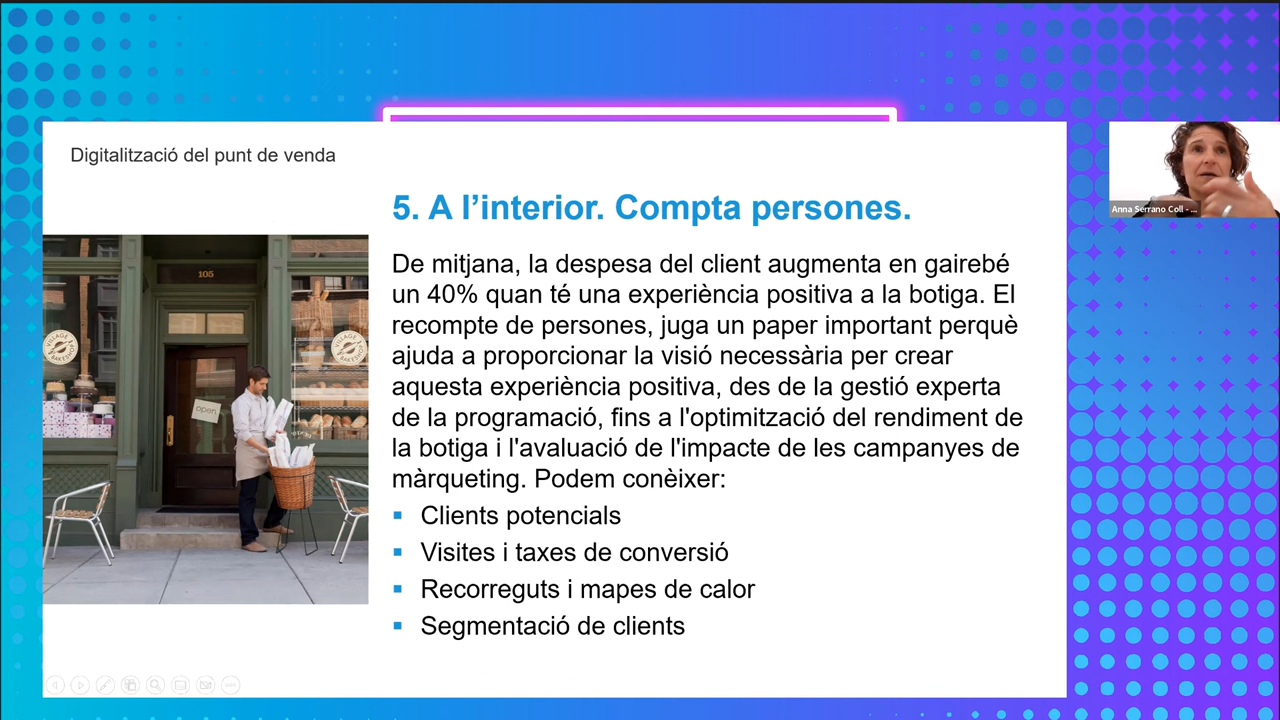 Digitalització del punt de venda
5. A l’interior. Compta persones.
De mitjana, la despesa del client augmenta en gairebé
un 40% quan té una experiència positiva a la botiga. El
recompte de persones, juga un paper important perquè
ajuda a proporcionar la visió necessària per crear
aquesta experiència positiva, des de la gestió experta
de la programació, fins a l'optimització del rendiment de
la botiga i l'avaluació de l'impacte de les campanyes de
màrqueting. Podem conèixer:
Clients potencials
Visites i taxes de conversió
Recorreguts i mapes de calor
Segmentació de clients
105
VILLAGE BAKESHOP
VILLAGE BAKESHOP
open
Anna Serrano Coll - ...